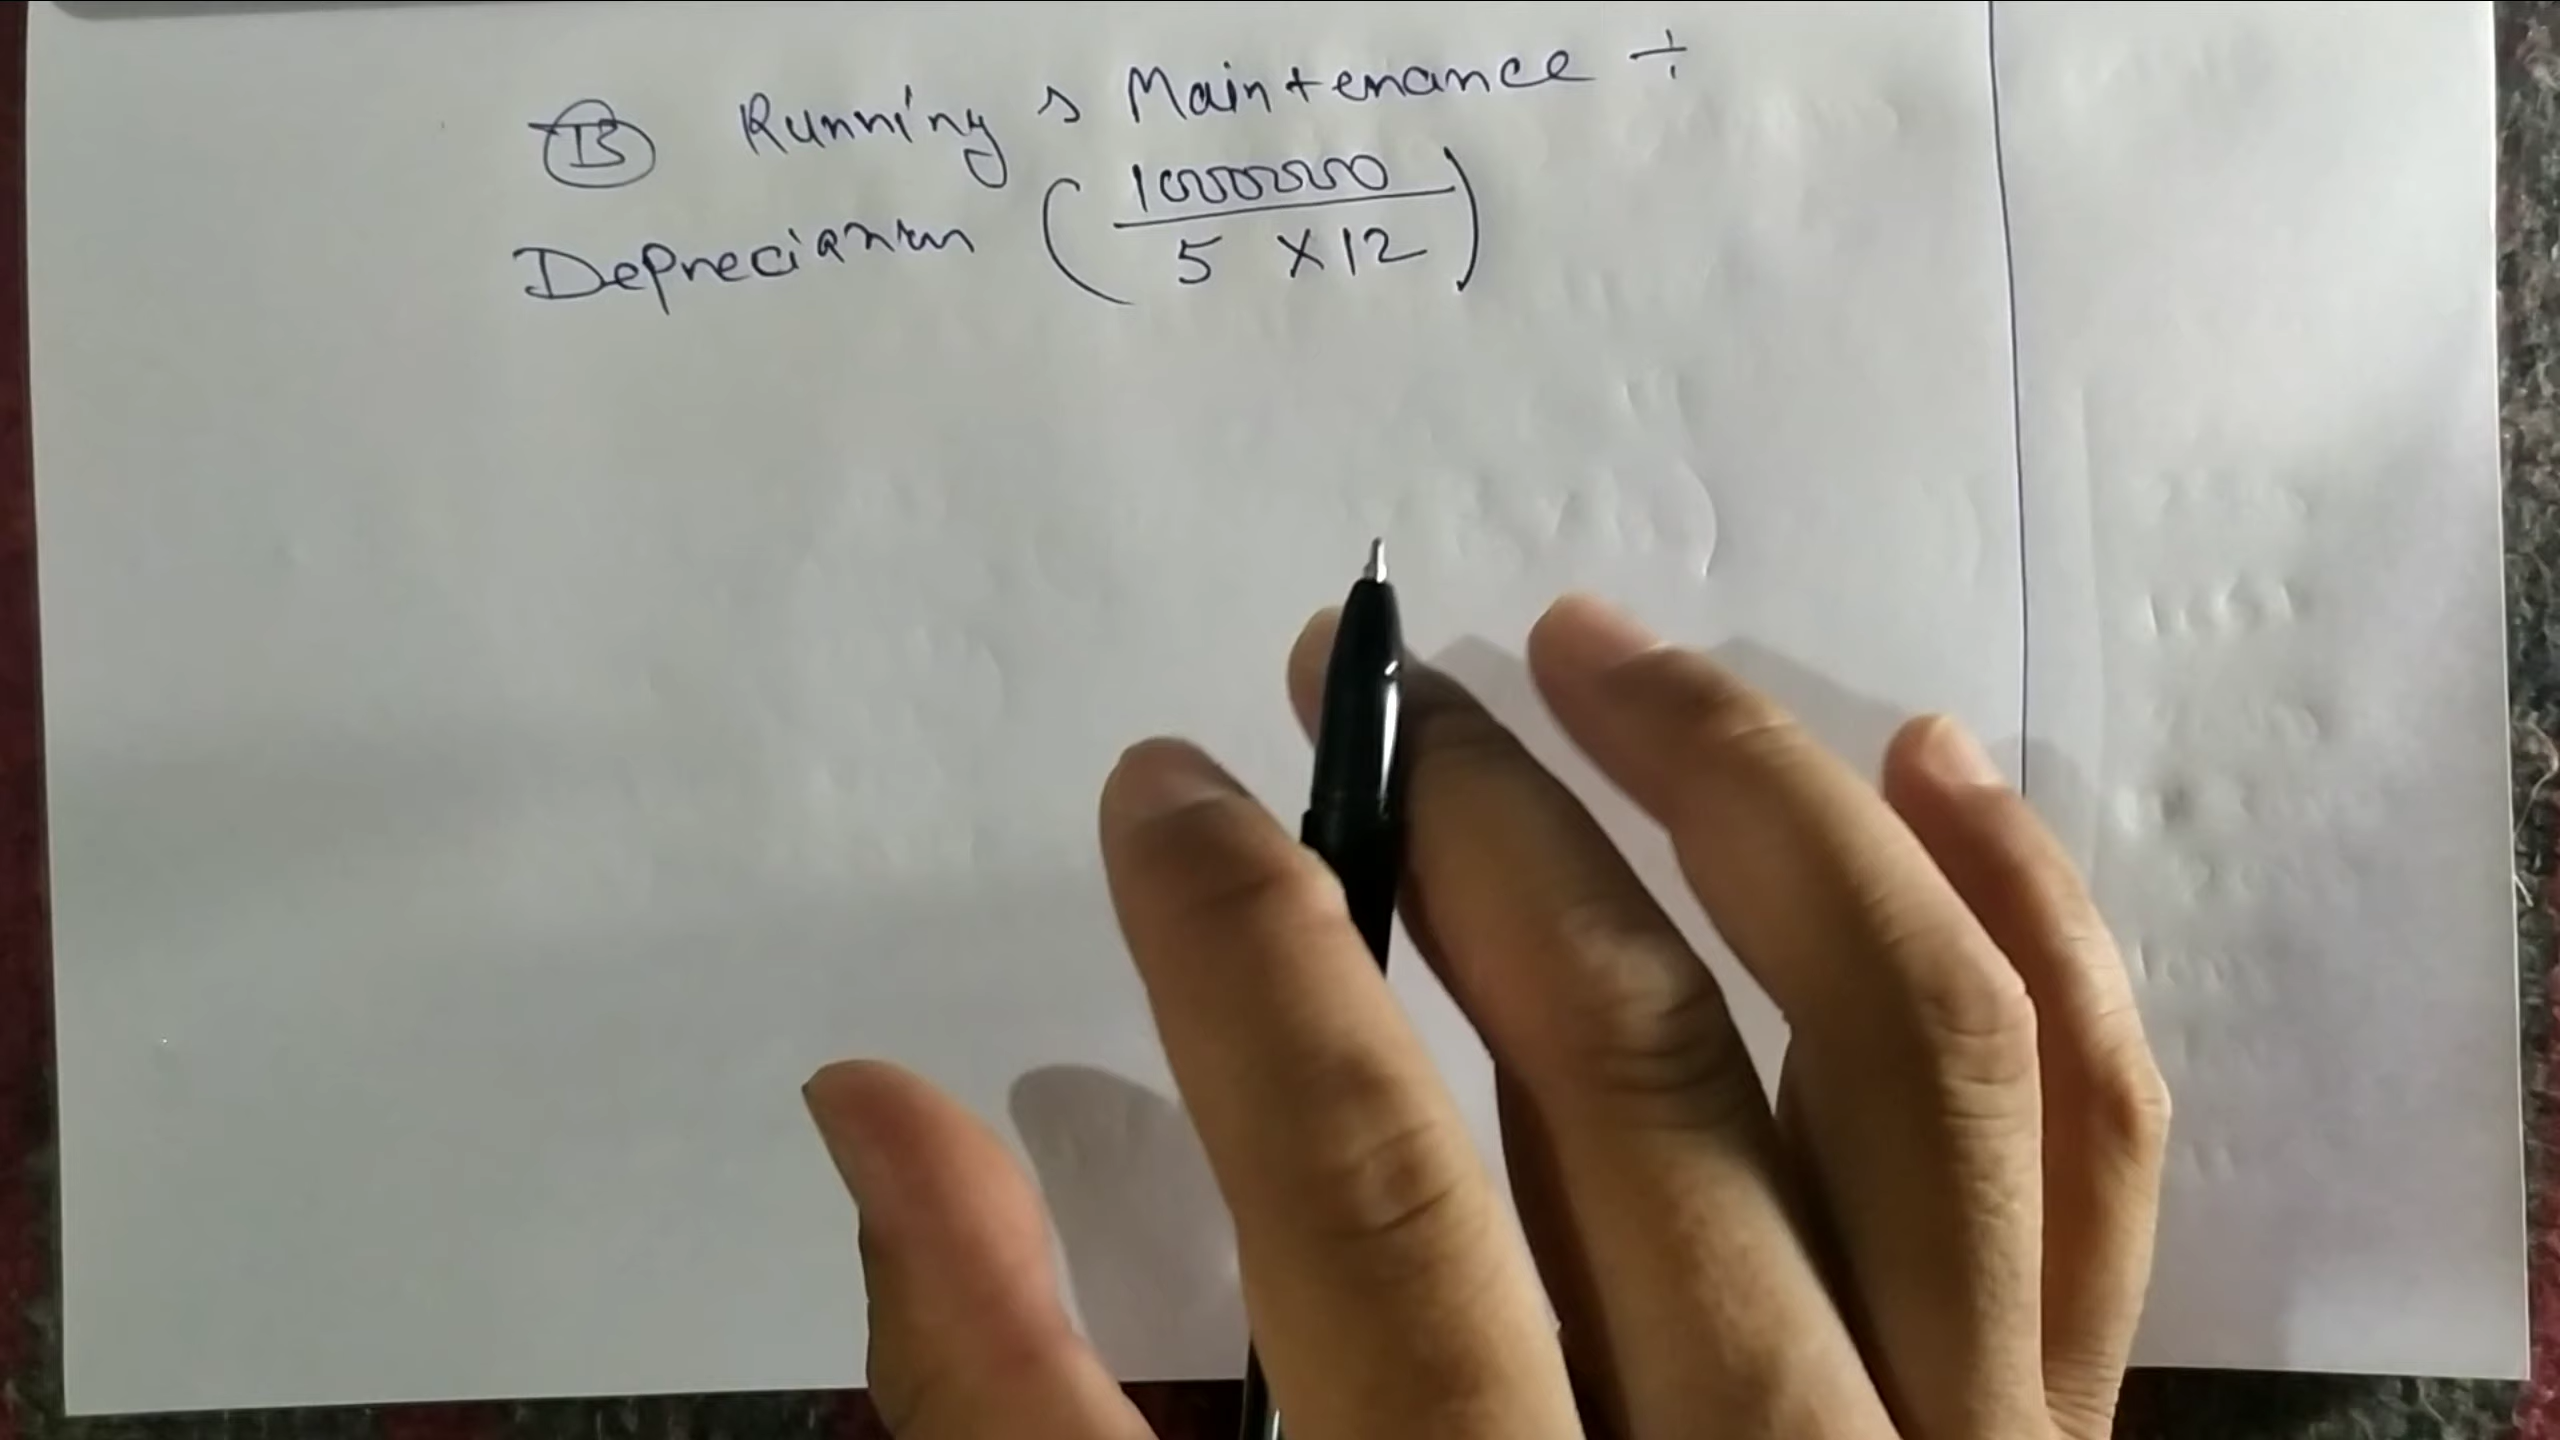 B Running & Maintenance ÷
Depreciation (1000000 / 5 × 12)